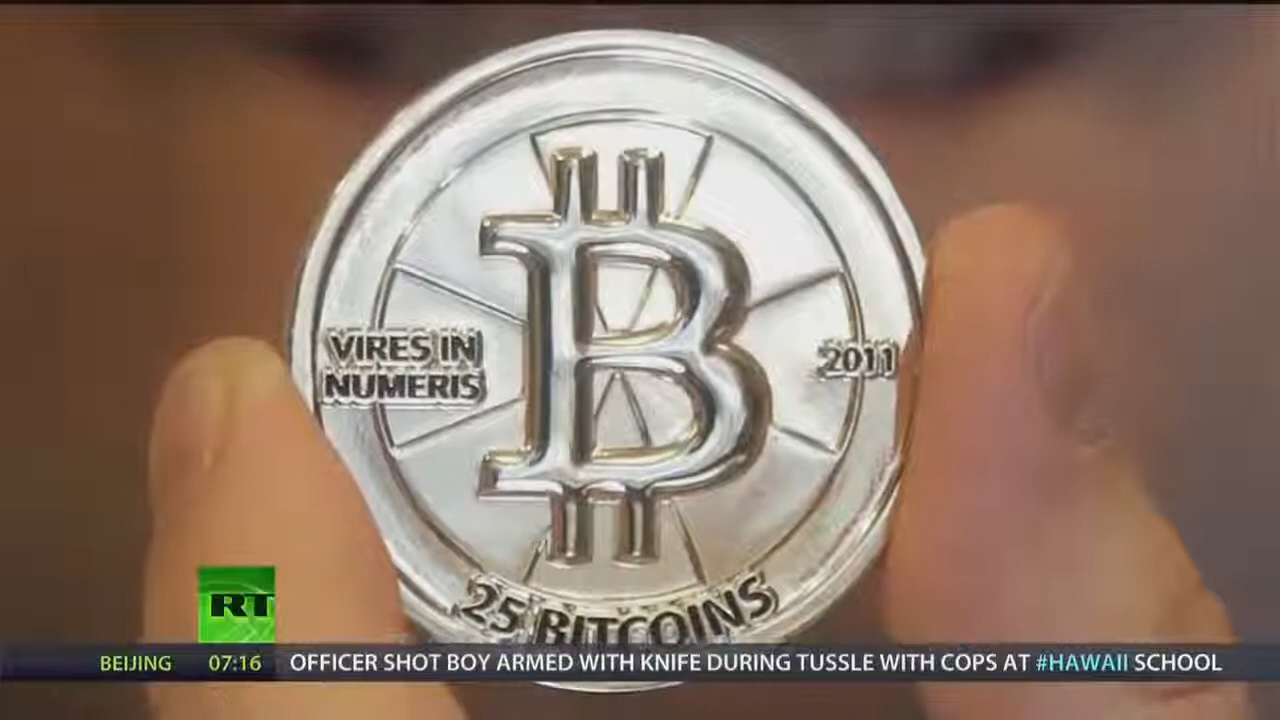 VIRES IN
NUMERIS
2011
25 BITCOINS
RT
BEIJING 07:16 OFFICER SHOT BOY ARMED WITH KNIFE DURING TUSSLE WITH COPS AT #HAWAII SCHOOL